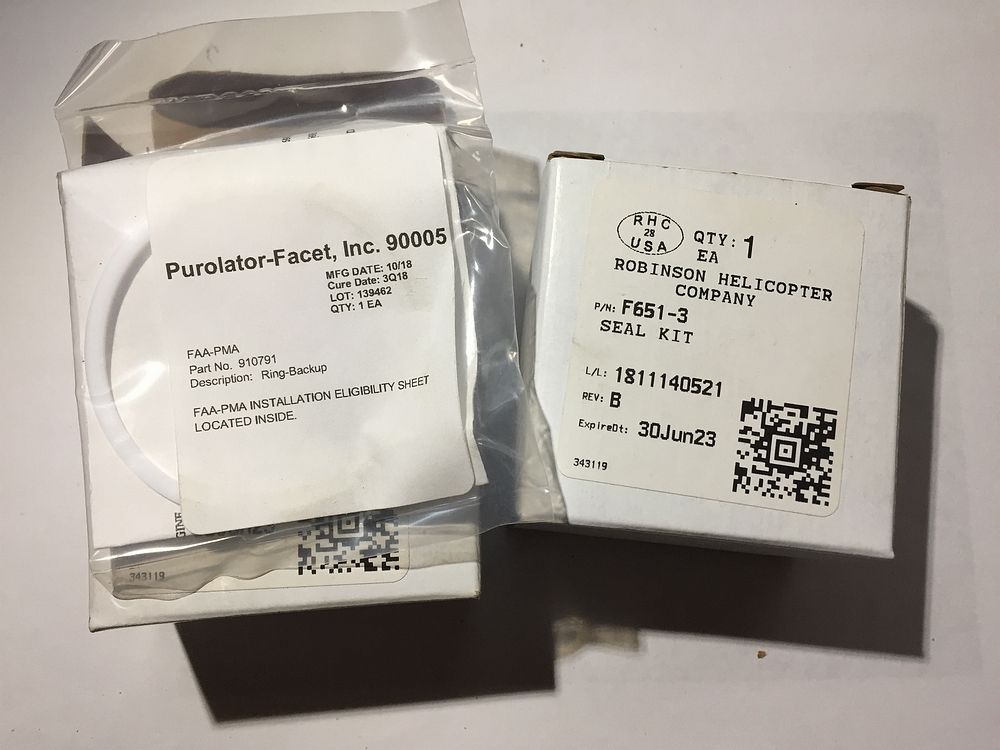 Purolator-Facet, Inc. 90005
MFG DATE: 10/18
Cure Date: 3Q18
LOT: 139462
QTY: 1 EA
FAA-PMA
Part No. 910791
Description: Ring-Backup
FAA-PMA INSTALLATION ELIGIBILITY SHEET
LOCATED INSIDE.
343119
RHC
28
USA
QTY: 1
EA
ROBINSON HELICOPTER
COMPANY
P/N: F651-3
SEAL KIT
L/L: 1811140521
REV: B
ExpireDt: 30Jun23
343119